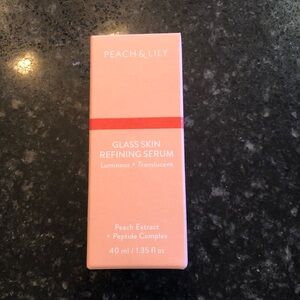 PEACH & LILY
GLASS SKIN
REFINING SERUM
Luminous + Translucent
Peach Extract
+ Peptide Complex
40 ml / 1.35 fl oz